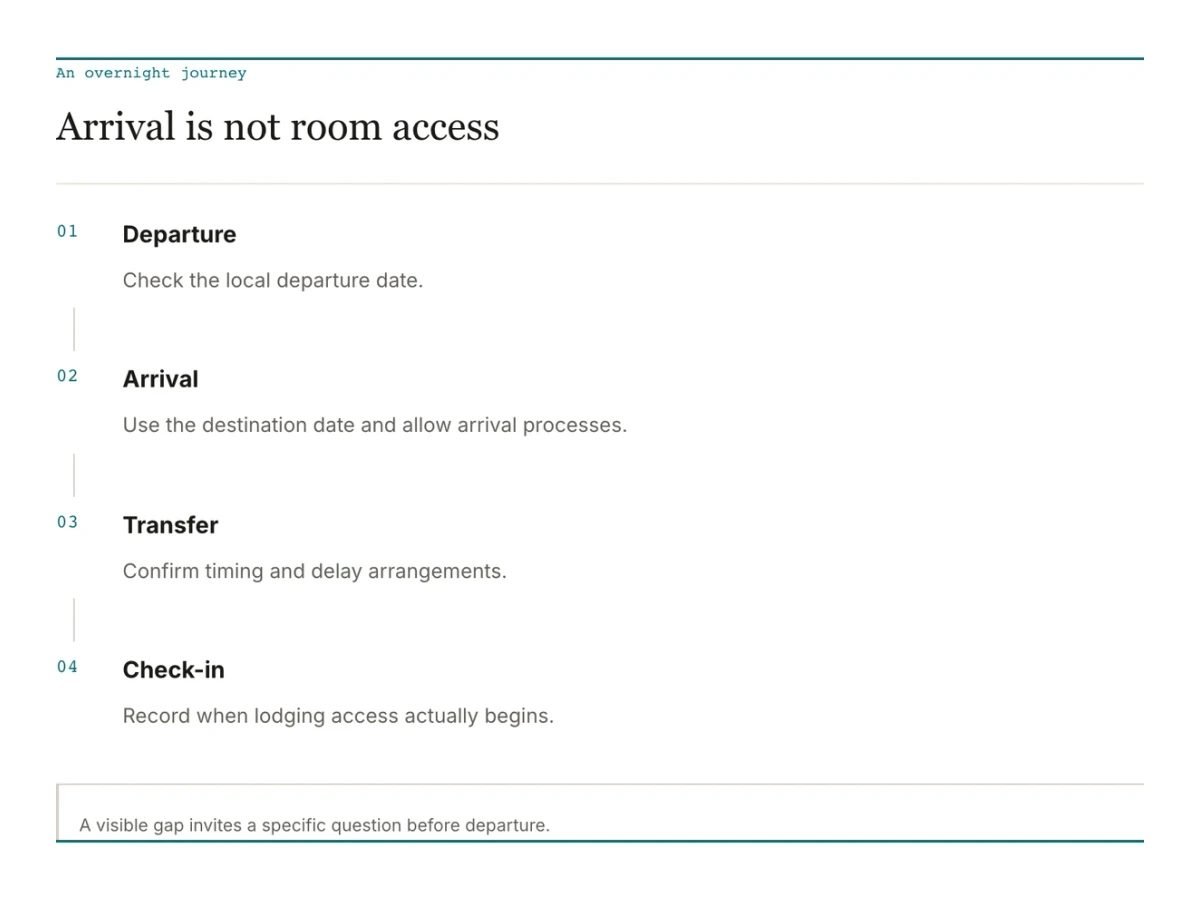 An overnight journey
Arrival is not room access
01
Departure
Check the local departure date.
02
Arrival
Use the destination date and allow arrival processes.
03
Transfer
Confirm timing and delay arrangements.
04
Check-in
Record when lodging access actually begins.
A visible gap invites a specific question before departure.